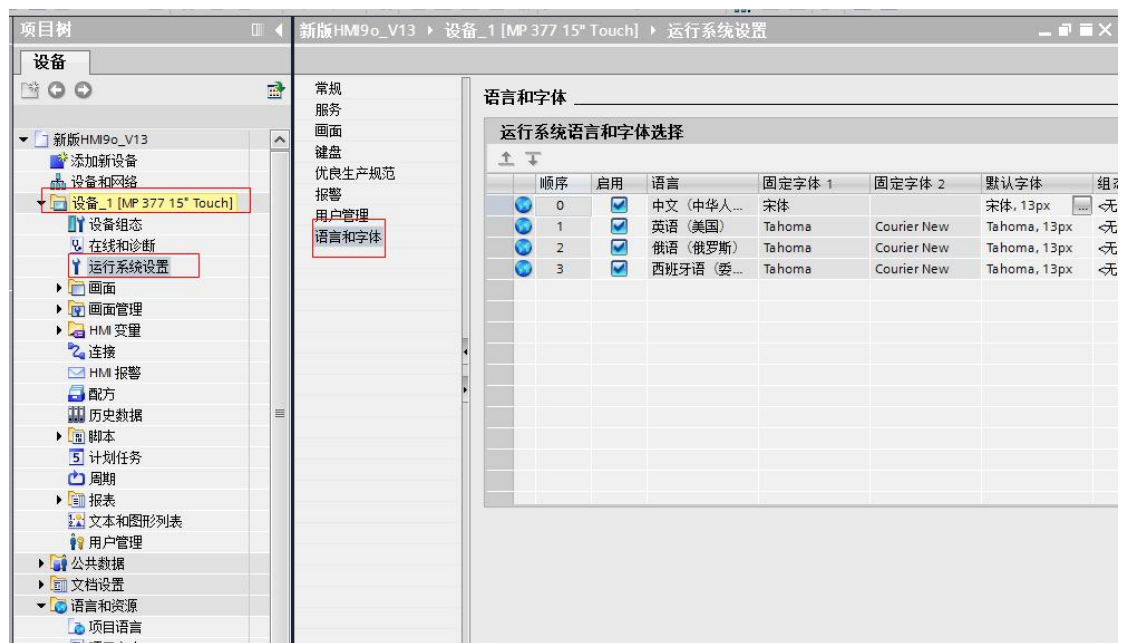 项目树
新版HMI9o_V13 ▸ 设备_1 [MP 377 15" Touch] ▸ 运行系统设置
设备
新版HMI9o_V13
添加新设备
设备和网络
设备_1 [MP 377 15" Touch]
设备组态
在线和诊断
运行系统设置
画面
画面管理
HMI 变量
连接
HMI 报警
配方
历史数据
脚本
计划任务
周期
报表
文本和图形列表
用户管理
公共数据
文档设置
语言和资源
项目语言
常规
服务
画面
键盘
优良生产规范
报警
用户管理
语言和字体
语言和字体
运行系统语言和字体选择
顺序 启用 语言 固定字体 1 固定字体 2 默认字体
0 中文（中华人... 宋体 宋体, 13px ... <无
1 英语（美国） Tahoma Courier New Tahoma, 13px <无
2 俄语（俄罗斯） Tahoma Courier New Tahoma, 13px <无
3 西班牙语（委... Tahoma Courier New Tahoma, 13px <无